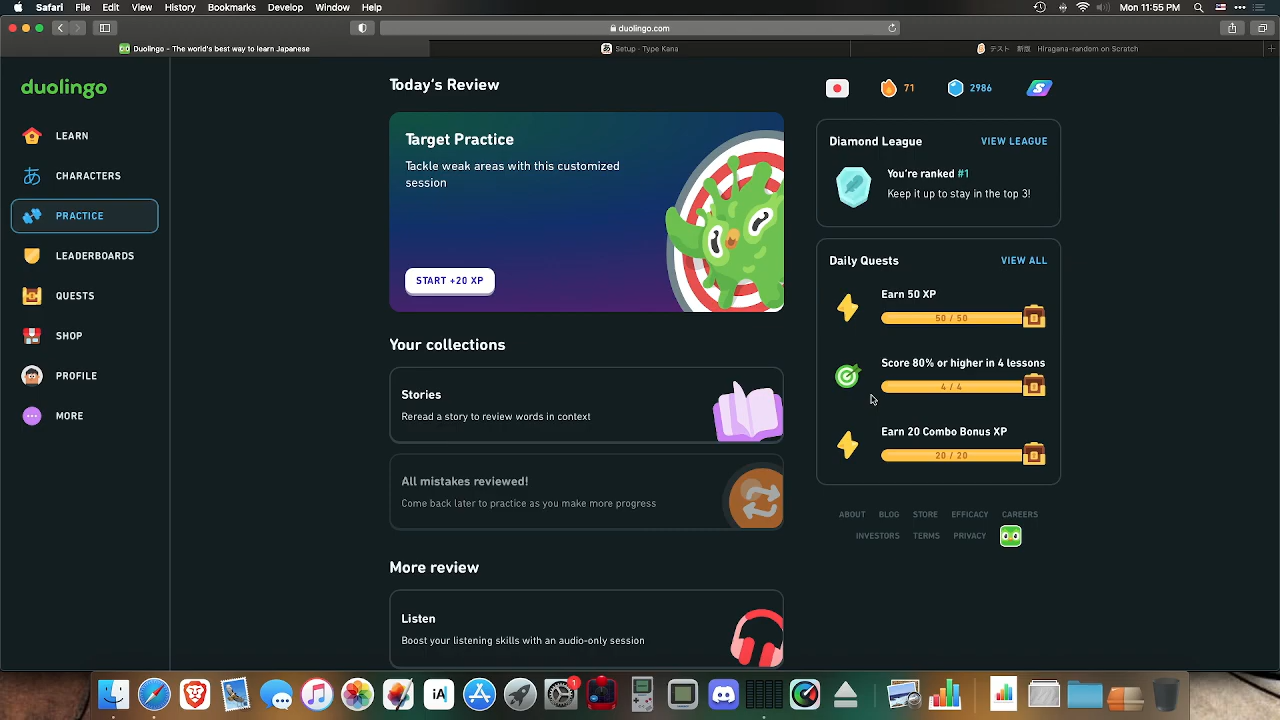 Safari File Edit View History Bookmarks Develop Window Help
Mon 11:55 PM
duolingo.com
Duolingo – The world's best way to learn Japanese
Setup - Type Kana
テスト 新版 Hiragana-random on Scratch
duolingo
LEARN
CHARACTERS
PRACTICE
LEADERBOARDS
QUESTS
SHOP
PROFILE
MORE
Today's Review
Target Practice
Tackle weak areas with this customized
session
START +20 XP
Your collections
Stories
Reread a story to review words in context
All mistakes reviewed!
Come back later to practice as you make more progress
More review
Listen
Boost your listening skills with an audio-only session
71
2986
S
Diamond League
VIEW LEAGUE
You're ranked #1
Keep it up to stay in the top 3!
Daily Quests
VIEW ALL
Earn 50 XP
50 / 50
Score 80% or higher in 4 lessons
4 / 4
Earn 20 Combo Bonus XP
20 / 20
ABOUT BLOG STORE EFFICACY CAREERS
INVESTORS TERMS PRIVACY
iA
1